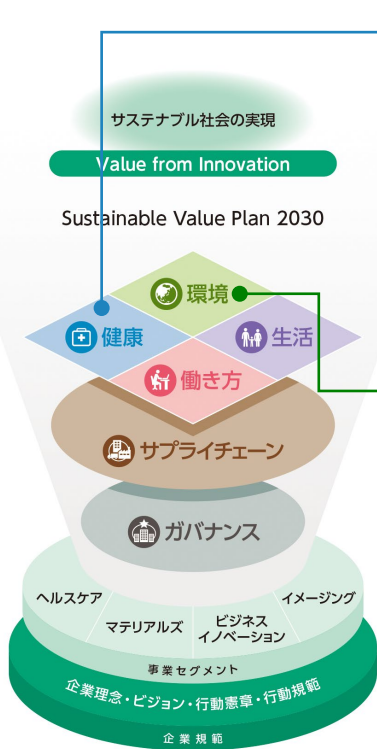 サステナブル社会の実現
Value from Innovation
Sustainable Value Plan 2030
環境
健康
生活
働き方
サプライチェーン
ガバナンス
ヘルスケア
マテリアルズ
ビジネス
イノベーション
イメージング
事業セグメント
企業理念・ビジョン・行動憲章・行動規範
企業規範